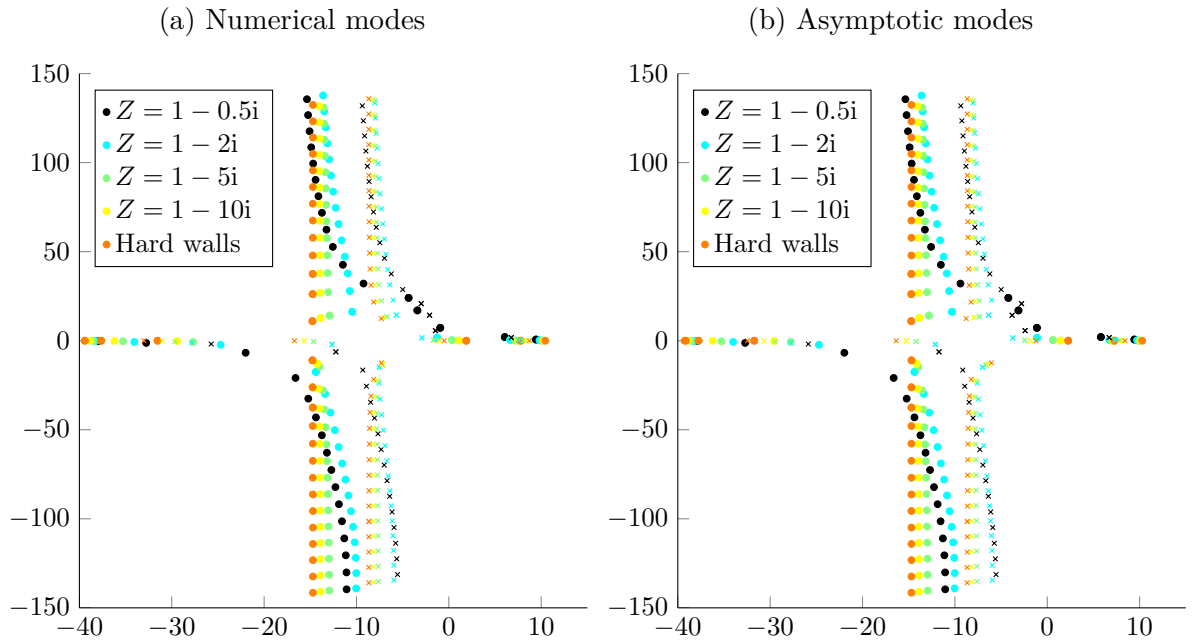 (a) Numerical modes
(b) Asymptotic modes
150
100
50
0
−50
−100
−150
−40
−30
−20
−10
0
10
Z = 1 − 0.5i
Z = 1 − 2i
Z = 1 − 5i
Z = 1 − 10i
Hard walls
150
100
50
0
−50
−100
−150
−40
−30
−20
−10
0
10
Z = 1 − 0.5i
Z = 1 − 2i
Z = 1 − 5i
Z = 1 − 10i
Hard walls